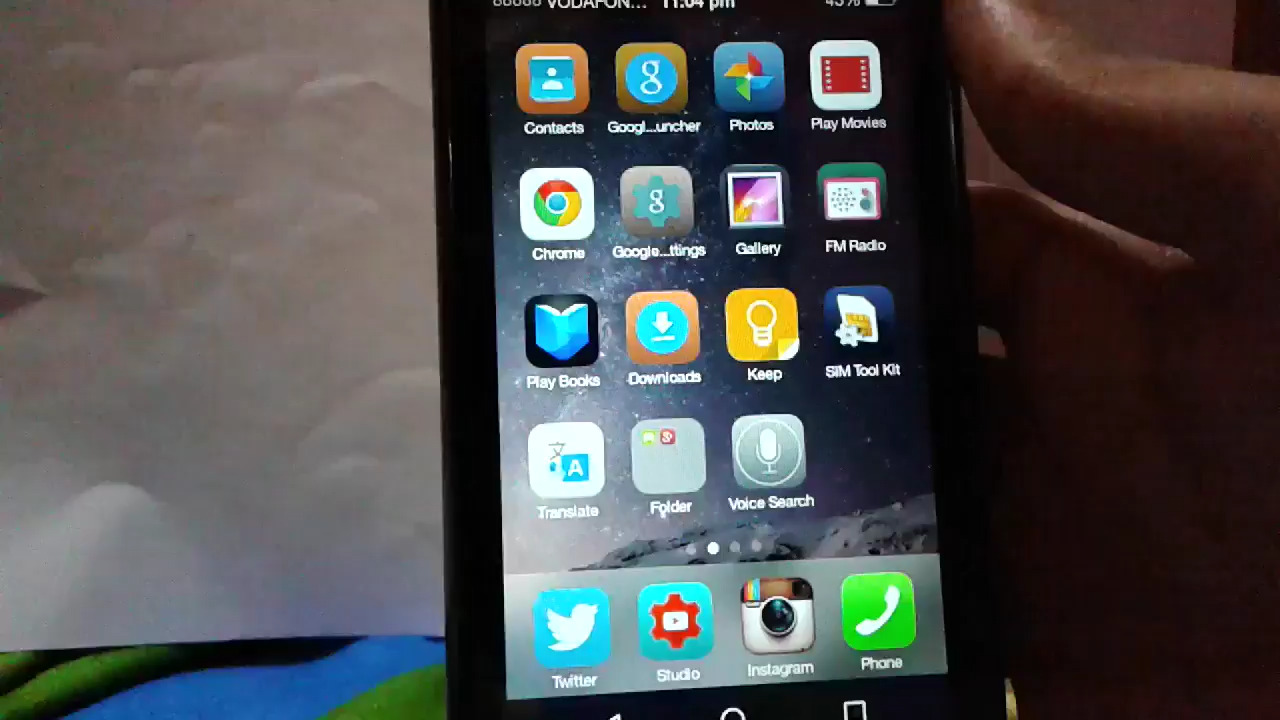 VODAFON... 11:04 pm 43%
Contacts Googl...uncher Photos Play Movies
Chrome Google...ttings Gallery FM Radio
Play Books Downloads Keep SIM Tool Kit
Translate Folder Voice Search
Twitter Studio Instagram Phone